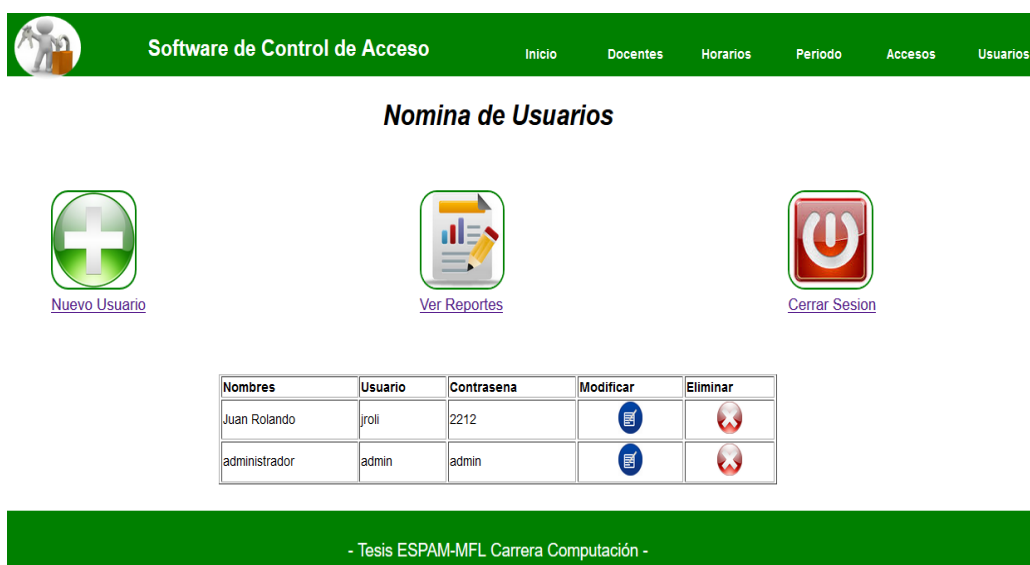 Software de Control de Acceso Inicio Docentes Horarios Periodo Accesos Usuarios
Nomina de Usuarios
Nuevo Usuario Ver Reportes Cerrar Sesion
Nombres Usuario Contrasena Modificar Eliminar
Juan Rolando jroli 2212
administrador admin admin
- Tesis ESPAM-MFL Carrera Computación -